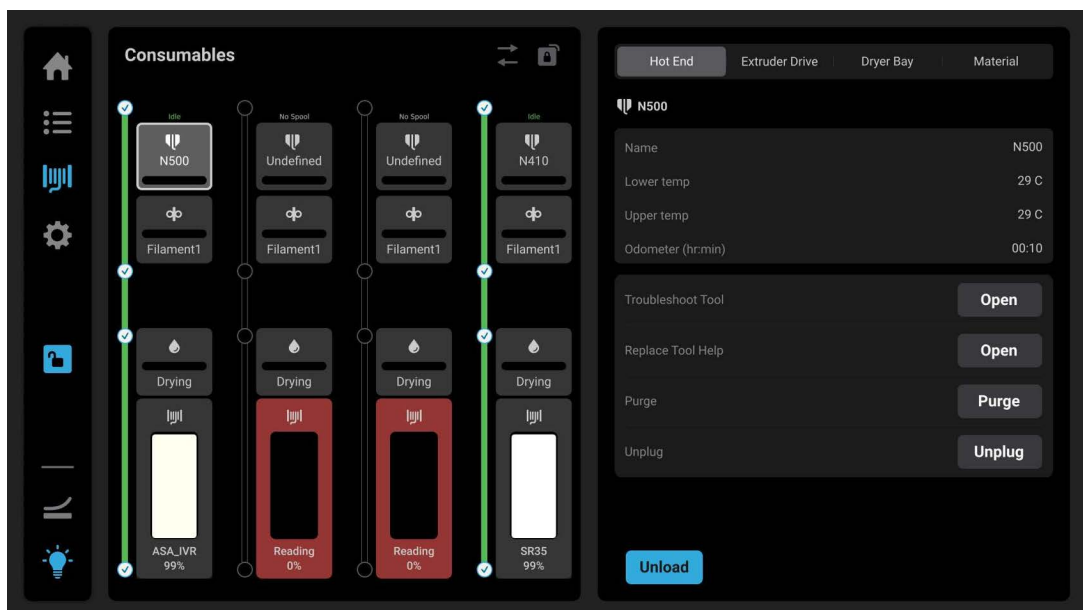 Consumables
Idle
N500
Filament1
Drying
ASA_IVR
99%
No Spool
Undefined
Filament1
Drying
Reading
0%
No Spool
Undefined
Filament1
Drying
Reading
0%
Idle
N410
Filament1
Drying
SR35
99%
Hot End
Extruder Drive
Dryer Bay
Material
N500
Name N500
Lower temp 29 C
Upper temp 29 C
Odometer (hr:min) 00:10
Troubleshoot Tool Open
Replace Tool Help Open
Purge Purge
Unplug Unplug
Unload